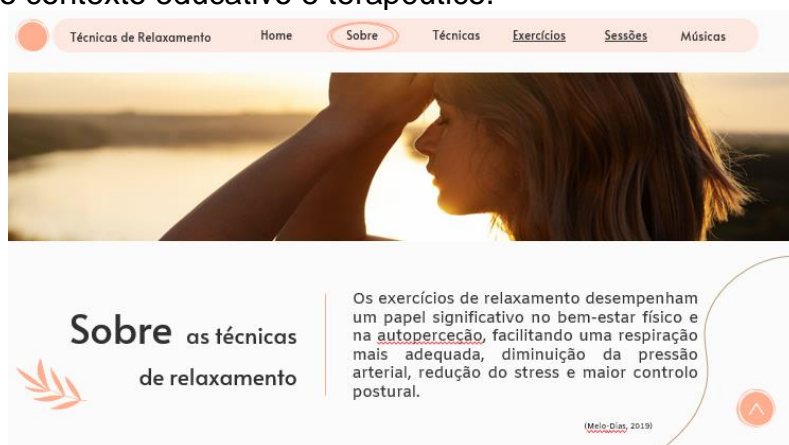 o contexto educativo e terapêutico.
Técnicas de Relaxamento Home Sobre Técnicas Exercícios Sessões Músicas
Sobre as técnicas
de relaxamento
Os exercícios de relaxamento desempenham
um papel significativo no bem-estar físico e
na autoperceção, facilitando uma respiração
mais adequada, diminuição da pressão
arterial, redução do stress e maior controlo
postural.
(Melo-Dias, 2019)